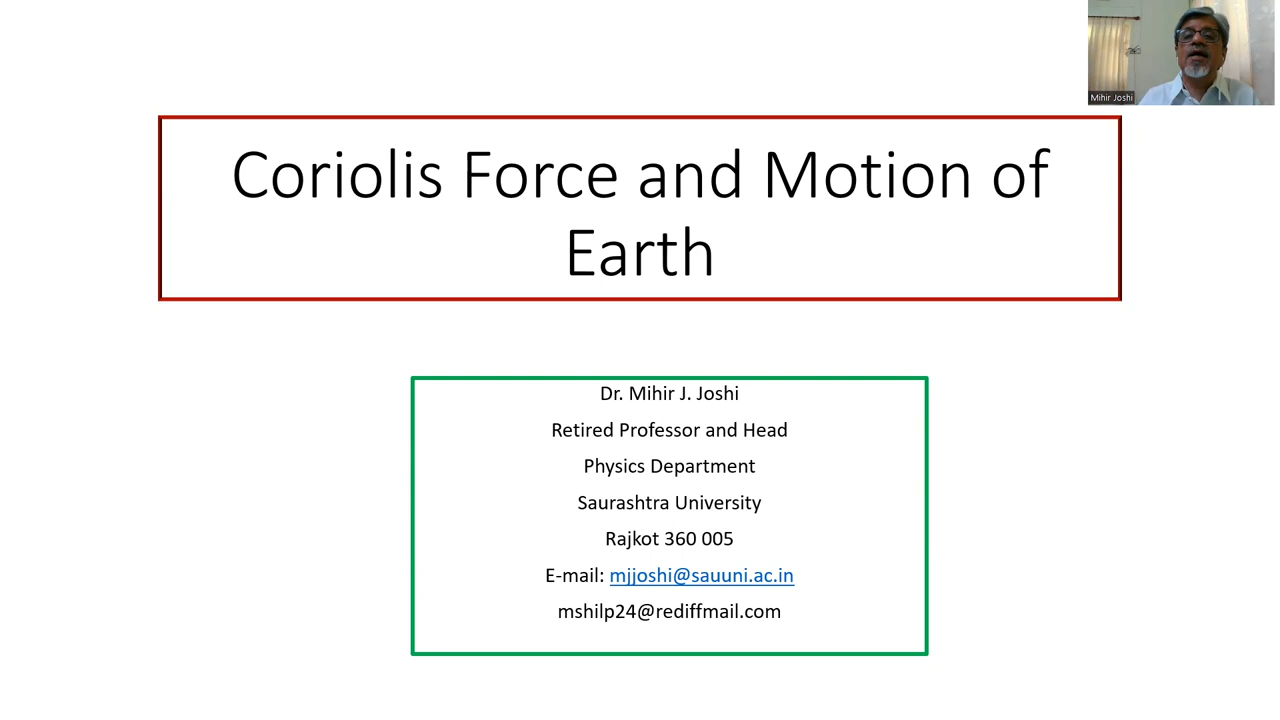 Mihir Joshi
Coriolis Force and Motion of
Earth
Dr. Mihir J. Joshi
Retired Professor and Head
Physics Department
Saurashtra University
Rajkot 360 005
E-mail: mjjoshi@sauuni.ac.in
mshilp24@rediffmail.com